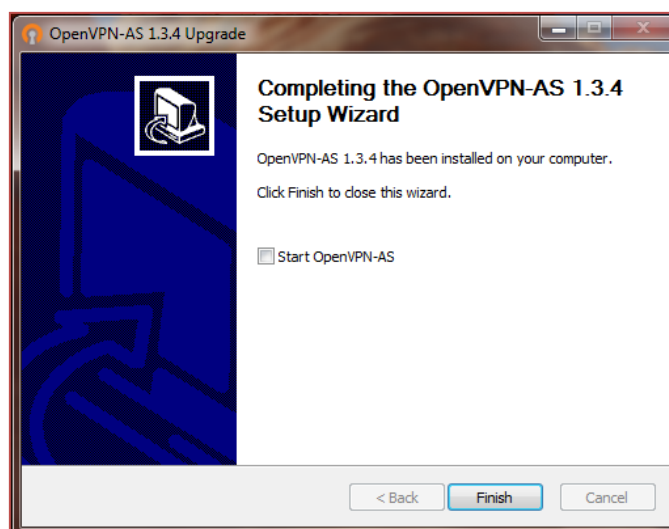 OpenVPN-AS 1.3.4 Upgrade
Completing the OpenVPN-AS 1.3.4
Setup Wizard
OpenVPN-AS 1.3.4 has been installed on your computer.
Click Finish to close this wizard.
Start OpenVPN-AS
< Back
Finish
Cancel